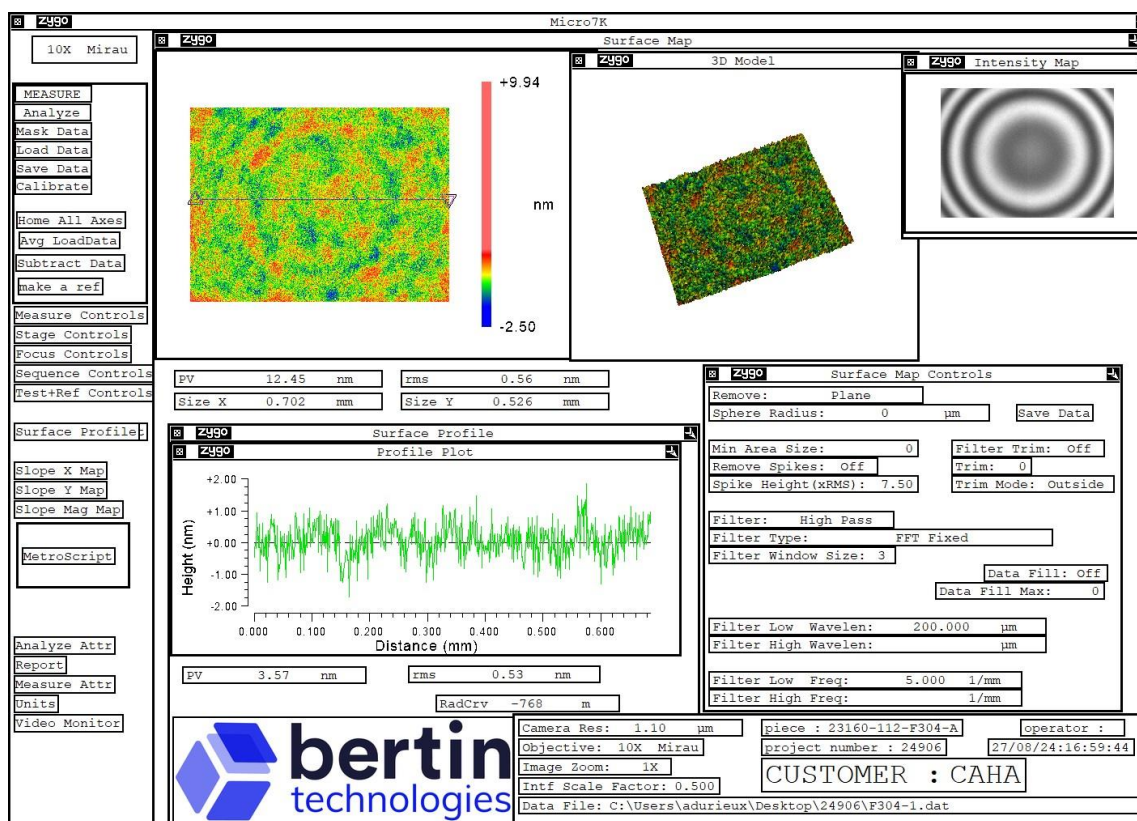 zygo Micro7K
10X Mirau
MEASURE
Analyze
Mask Data
Load Data
Save Data
Calibrate
Home All Axes
Avg LoadData
Subtract Data
make a ref
Measure Controls
Stage Controls
Focus Controls
Sequence Controls
Test+Ref Controls
Surface Profile
Slope X Map
Slope Y Map
Slope Mag Map
MetroScript
Analyze Attr
Report
Measure Attr
Units
Video Monitor
zygo Surface Map
+9.94
nm
-2.50
zygo 3D Model
zygo Intensity Map
PV 12.45 nm
rms 0.56 nm
Size X 0.702 mm
Size Y 0.526 mm
zygo Surface Profile
zygo Profile Plot
Height (nm)
+2.00
+1.00
+0.00
-1.00
-2.00
0.000 0.100 0.200 0.300 0.400 0.500 0.600
Distance (mm)
PV 3.57 nm
rms 0.53 nm
RadCrv -768 m
zygo Surface Map Controls
Remove: Plane
Sphere Radius: 0 µm
Save Data
Min Area Size: 0
Filter Trim: Off
Remove Spikes: Off
Trim: 0
Spike Height(xRMS): 7.50
Trim Mode: Outside
Filter: High Pass
Filter Type: FFT Fixed
Filter Window Size: 3
Data Fill: Off
Data Fill Max: 0
Filter Low Wavelen: 200.000 µm
Filter High Wavelen: µm
Filter Low Freq: 5.000 1/mm
Filter High Freq: 1/mm
bertin
technologies
Camera Res: 1.10 µm
Objective: 10X Mirau
Image Zoom: 1X
Intf Scale Factor: 0.500
piece : 23160-112-F304-A
operator :
project number : 24906
27/08/24:16:59:44
CUSTOMER : CAHA
Data File: C:\Users\adurieux\Desktop\24906\F304-1.dat